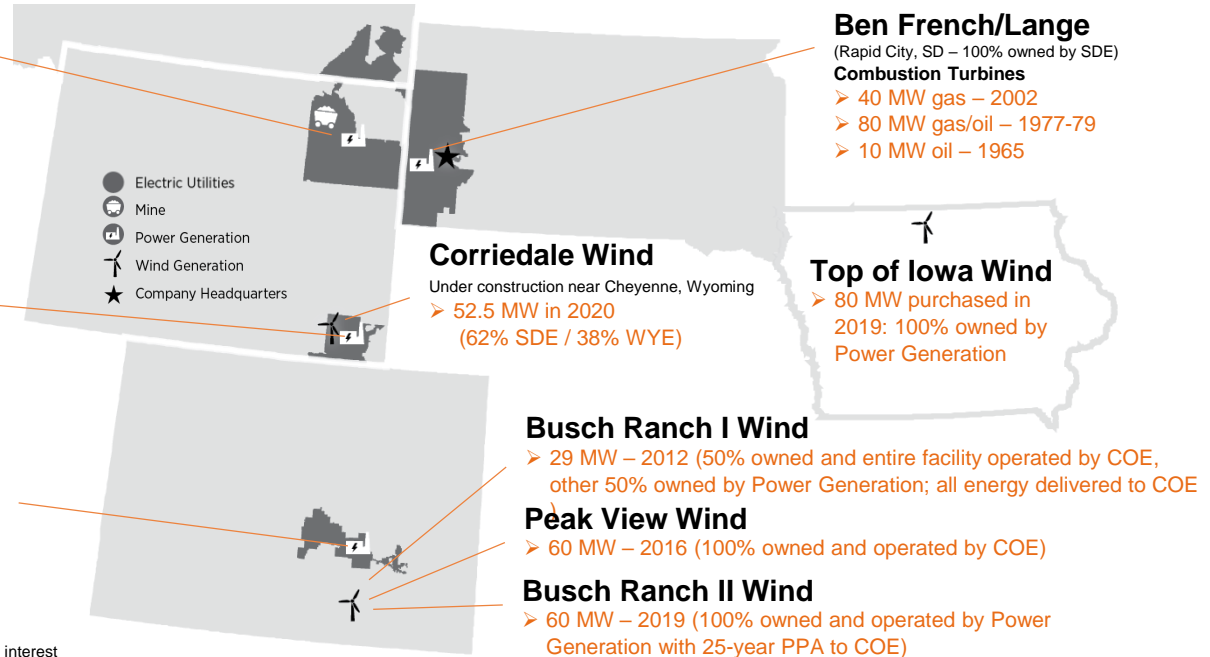 Ben French/Lange
(Rapid City, SD – 100% owned by SDE)
Combustion Turbines
➢ 40 MW gas – 2002
➢ 80 MW gas/oil – 1977-79
➢ 10 MW oil – 1965
Electric Utilities
Mine
Power Generation
Wind Generation
Company Headquarters
Corriedale Wind
Under construction near Cheyenne, Wyoming
➢ 52.5 MW in 2020
(62% SDE / 38% WYE)
Top of Iowa Wind
➢ 80 MW purchased in
2019: 100% owned by
Power Generation
Busch Ranch I Wind
➢ 29 MW – 2012 (50% owned and entire facility operated by COE,
other 50% owned by Power Generation; all energy delivered to COE
)
Peak View Wind
➢ 60 MW – 2016 (100% owned and operated by COE)
Busch Ranch II Wind
➢ 60 MW – 2019 (100% owned and operated by Power
Generation with 25-year PPA to COE)
interest